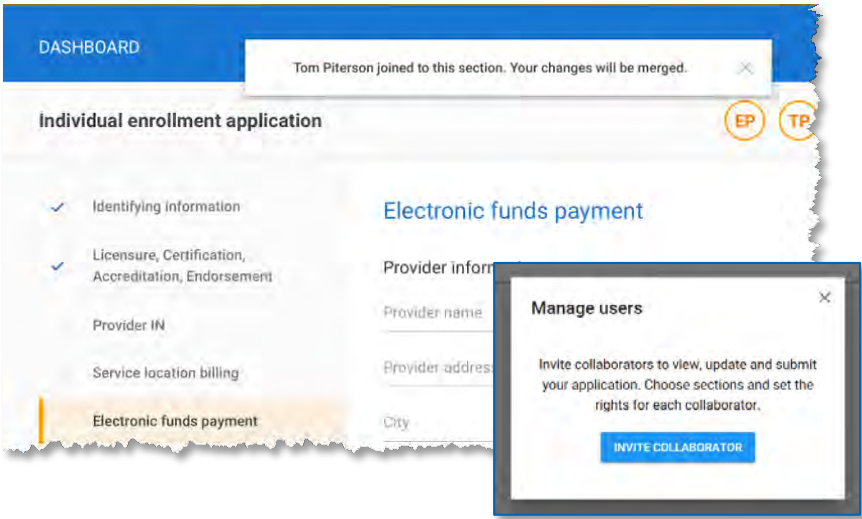 DASHBOARD
Tom Piterson joined to this section. Your changes will be merged.
Individual enrollment application
EP
TP
Identifying information
Licensure, Certification,
Accreditation, Endorsement
Provider IN
Service location billing
Electronic funds payment
Electronic funds payment
Provider
Provider name
Provider
City
Manage users
Invite collaborators to view, update and submit
your application. Choose sections and set the
rights for each collaborator.
INVITE COLLABORATOR